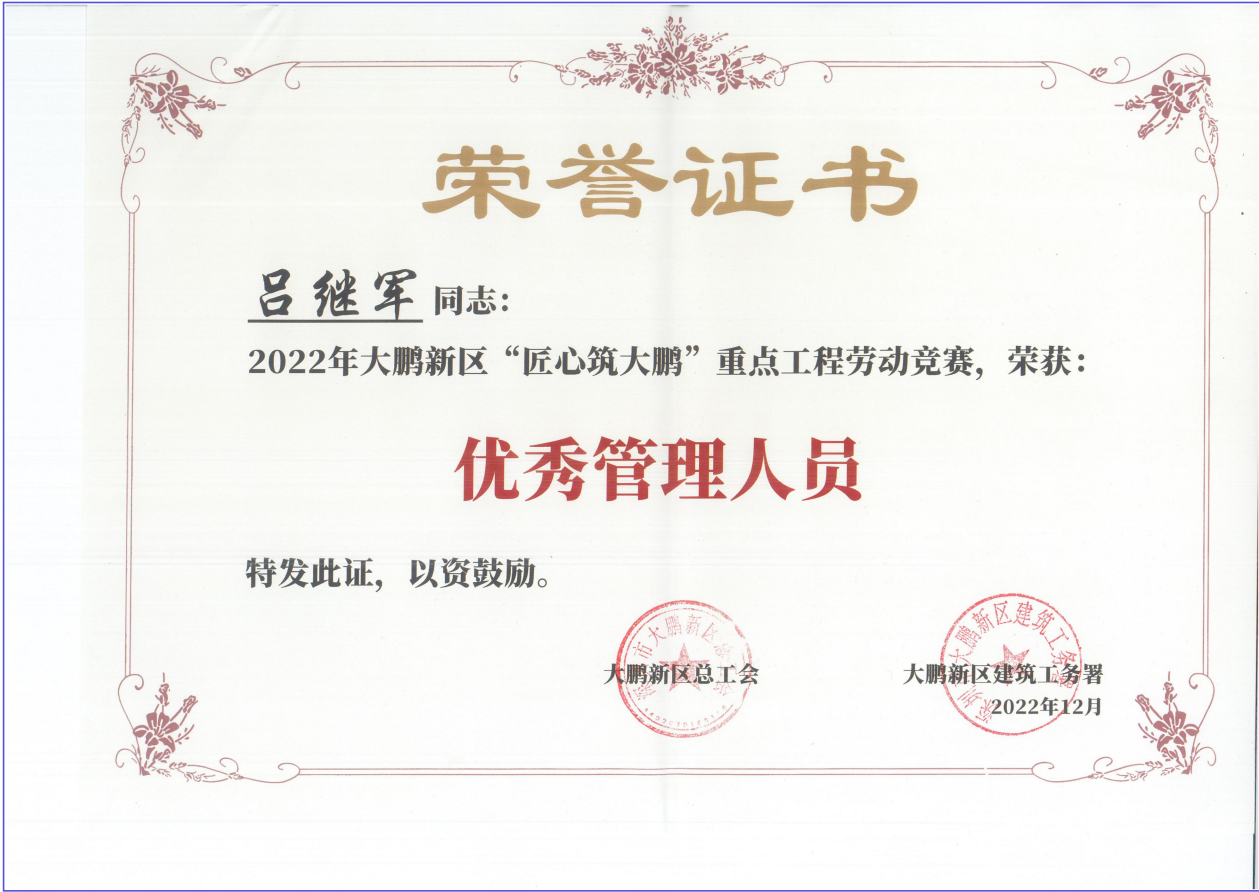 荣誉证书
吕继军 同志：
2022年大鹏新区“匠心筑大鹏”重点工程劳动竞赛，荣获：
优秀管理人员
特发此证，以资鼓励。
大鹏新区总工会
大鹏新区建筑工务署
2022年12月